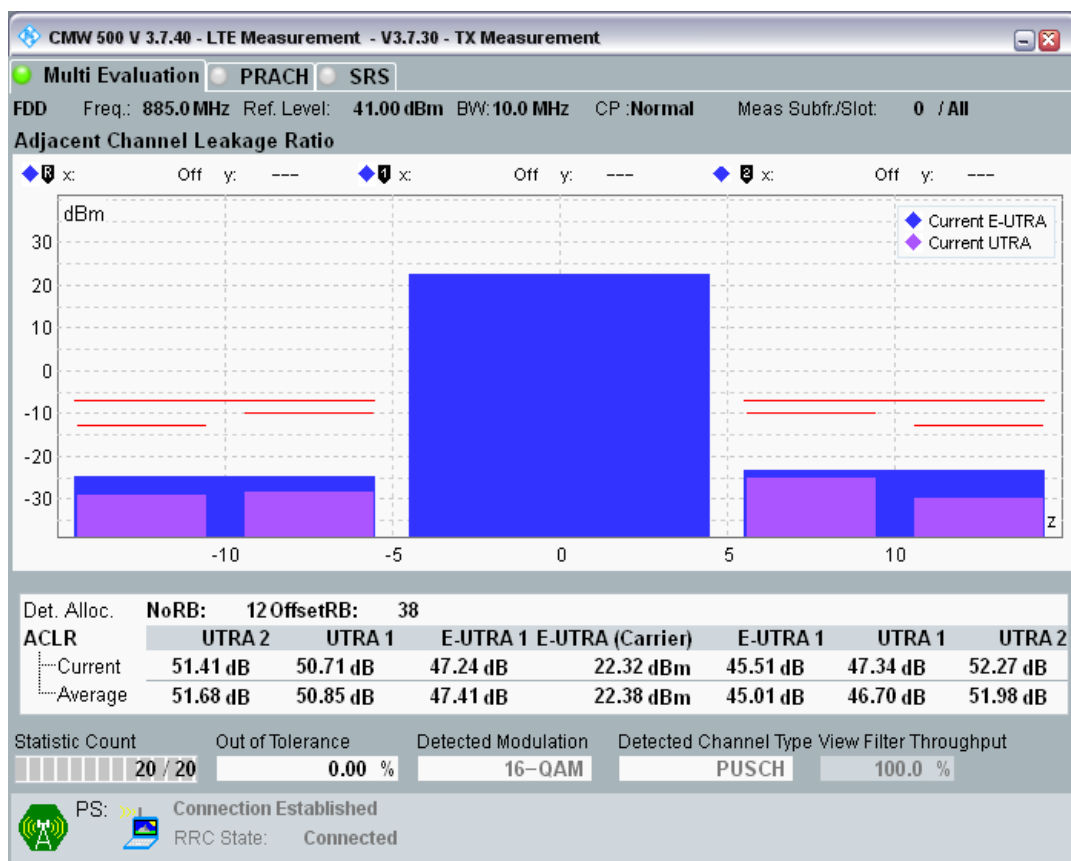 CMW 500 V 3.7.40 - LTE Measurement - V3.7.30 - TX Measurement
Multi Evaluation PRACH SRS
FDD Freq.: 885.0 MHz Ref. Level: 41.00 dBm BW: 10.0 MHz CP :Normal Meas Subfr./Slot: 0 / All
Adjacent Channel Leakage Ratio
R x: Off y: --- 1 x: Off y: --- 2 x: Off y: ---
dBm
Current E-UTRA
Current UTRA
30
20
10
0
-10
-20
-30
z
-10 -5 0 5 10
Det. Alloc. NoRB: 12 OffsetRB: 38
ACLR UTRA 2 UTRA 1 E-UTRA 1 E-UTRA (Carrier) E-UTRA 1 UTRA 1 UTRA 2
Current 51.41 dB 50.71 dB 47.24 dB 22.32 dBm 45.51 dB 47.34 dB 52.27 dB
Average 51.68 dB 50.85 dB 47.41 dB 22.38 dBm 45.01 dB 46.70 dB 51.98 dB
Statistic Count Out of Tolerance Detected Modulation Detected Channel Type View Filter Throughput
20 / 20 0.00 % 16-QAM PUSCH 100.0 %
PS: Connection Established
RRC State: Connected